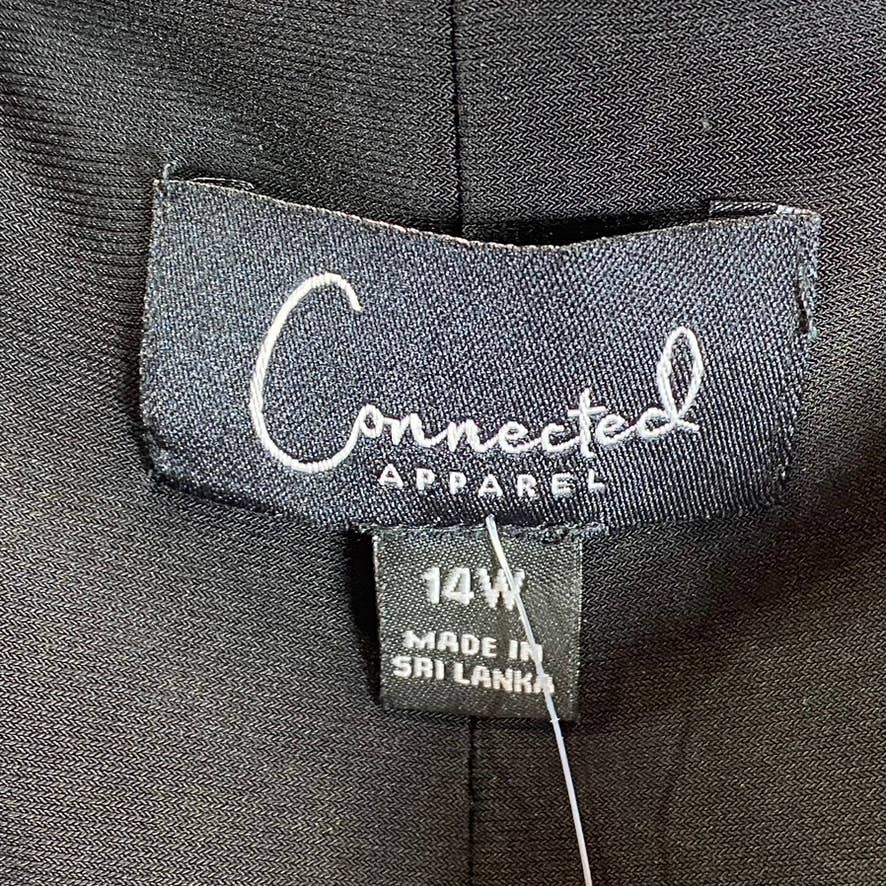 Connected
APPAREL
14W
MADE IN
SRI LANKA